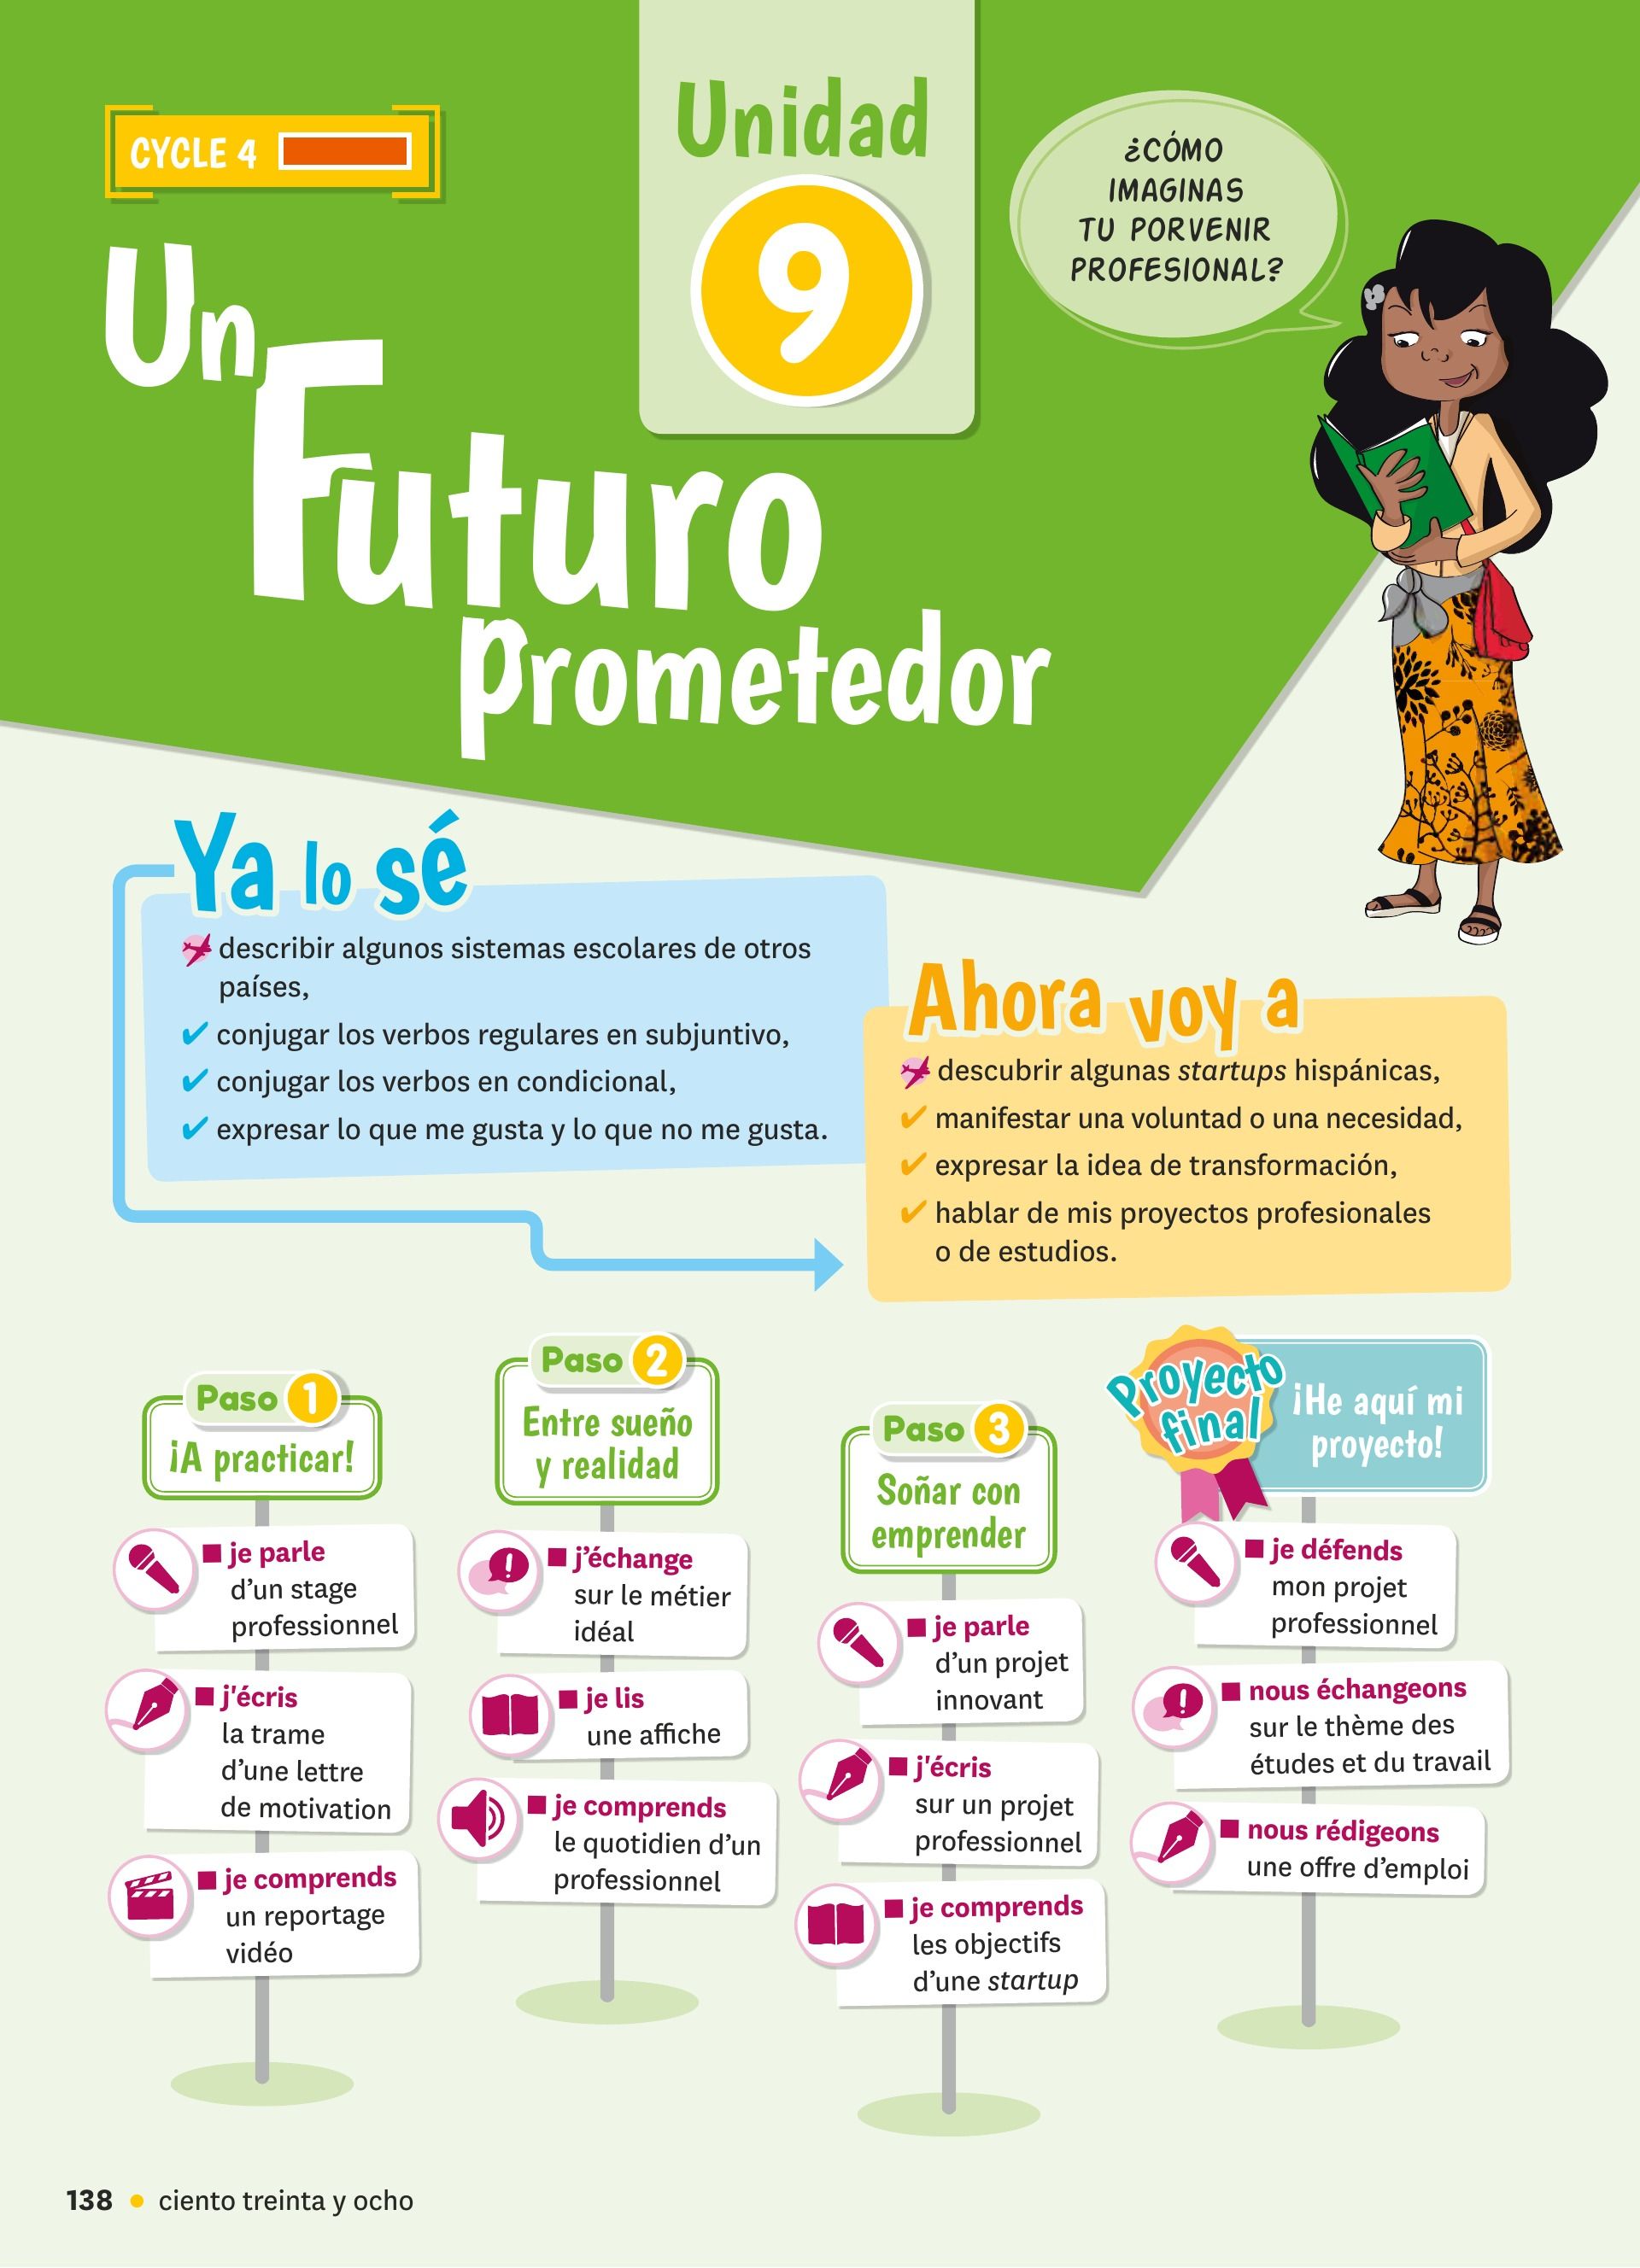 CYCLE 4
Unidad
9
¿CÓMO
IMAGINAS
TU PORVENIR
PROFESIONAL?
Un
Futuro
prometedor
Ya lo sé
describir algunos sistemas escolares de otros
países,
✔ conjugar los verbos regulares en subjuntivo,
✔ conjugar los verbos en condicional,
✔ expresar lo que me gusta y lo que no me gusta.
Ahora voy a
descubrir algunas startups hispánicas,
✔ manifestar una voluntad o una necesidad,
✔ expresar la idea de transformación,
✔ hablar de mis proyectos profesionales
o de estudios.
Paso 1
¡A practicar!
■ je parle
d'un stage
professionnel
■ j'écris
la trame
d'une lettre
de motivation
■ je comprends
un reportage
vidéo
Paso 2
Entre sueño
y realidad
■ j'échange
sur le métier
idéal
■ je lis
une affiche
■ je comprends
le quotidien d'un
professionnel
Paso 3
Soñar con
emprender
■ je parle
d'un projet
innovant
■ j'écris
sur un projet
professionnel
■ je comprends
les objectifs
d'une startup
Proyecto
final
¡He aquí mi
proyecto!
■ je défends
mon projet
professionnel
■ nous échangeons
sur le thème des
études et du travail
■ nous rédigeons
une offre d'emploi
138 • ciento treinta y ocho